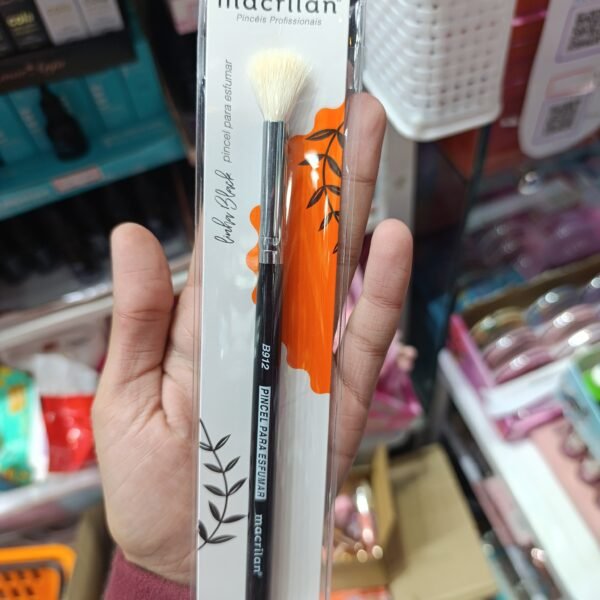 macrilan®
Pincéis Profissionais
linha Black pincel para esfumar
B912
PINCEL PARA ESFUMAR
macrilan®